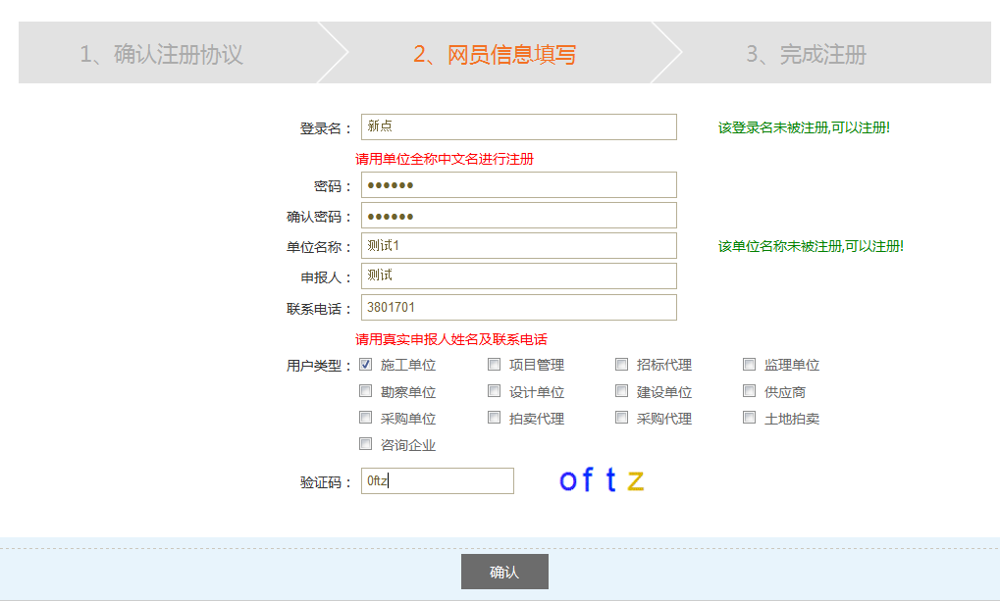 1、确认注册协议 2、网员信息填写 3、完成注册
登录名： 新点 该登录名未被注册,可以注册!
请用单位全称中文名进行注册
密码： ●●●●●●
确认密码： ●●●●●●
单位名称： 测试1 该单位名称未被注册,可以注册!
申报人： 测试
联系电话： 3801701
请用真实申报人姓名及联系电话
用户类型： 施工单位 项目管理 招标代理 监理单位
勘察单位 设计单位 建设单位 供应商
采购单位 拍卖代理 采购代理 土地拍卖
咨询企业
验证码： 0ftz oftz
确认